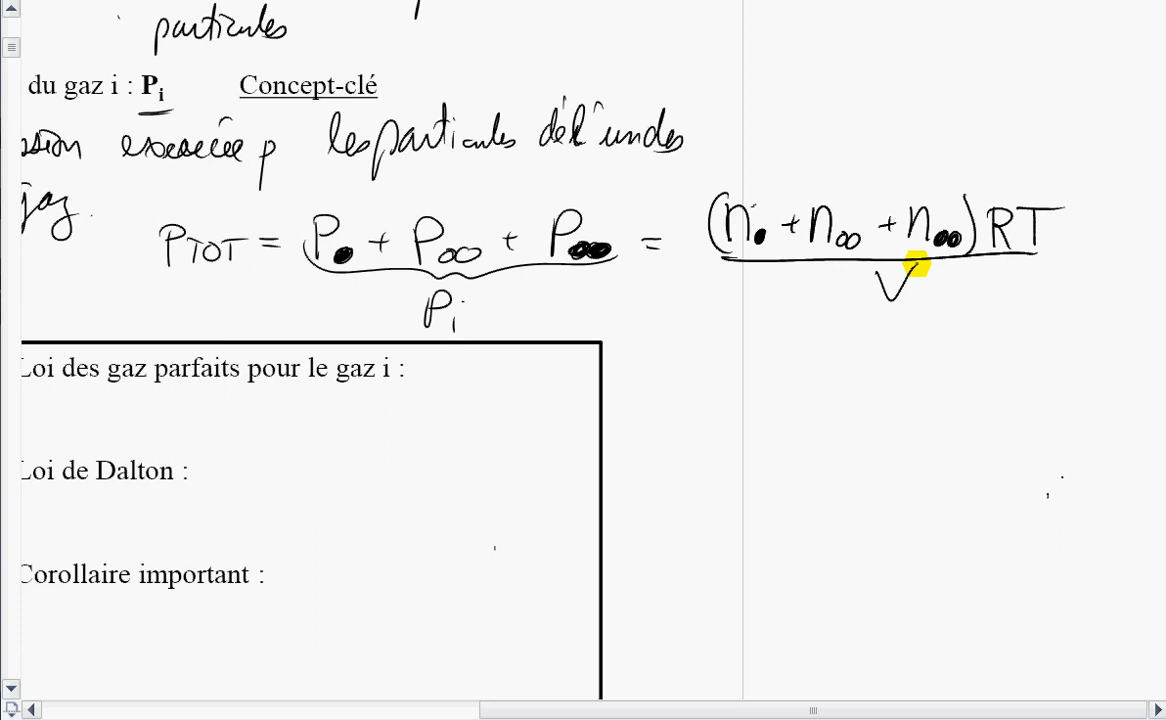 particules
du gaz i : Pi Concept-clé
ssion exercée p les particules de l'un des
gaz.
PTOT = P● + P∞ + P●● = (n● + n∞ + n●●) RT
V
Pi
Loi des gaz parfaits pour le gaz i :
Loi de Dalton :
Corollaire important :